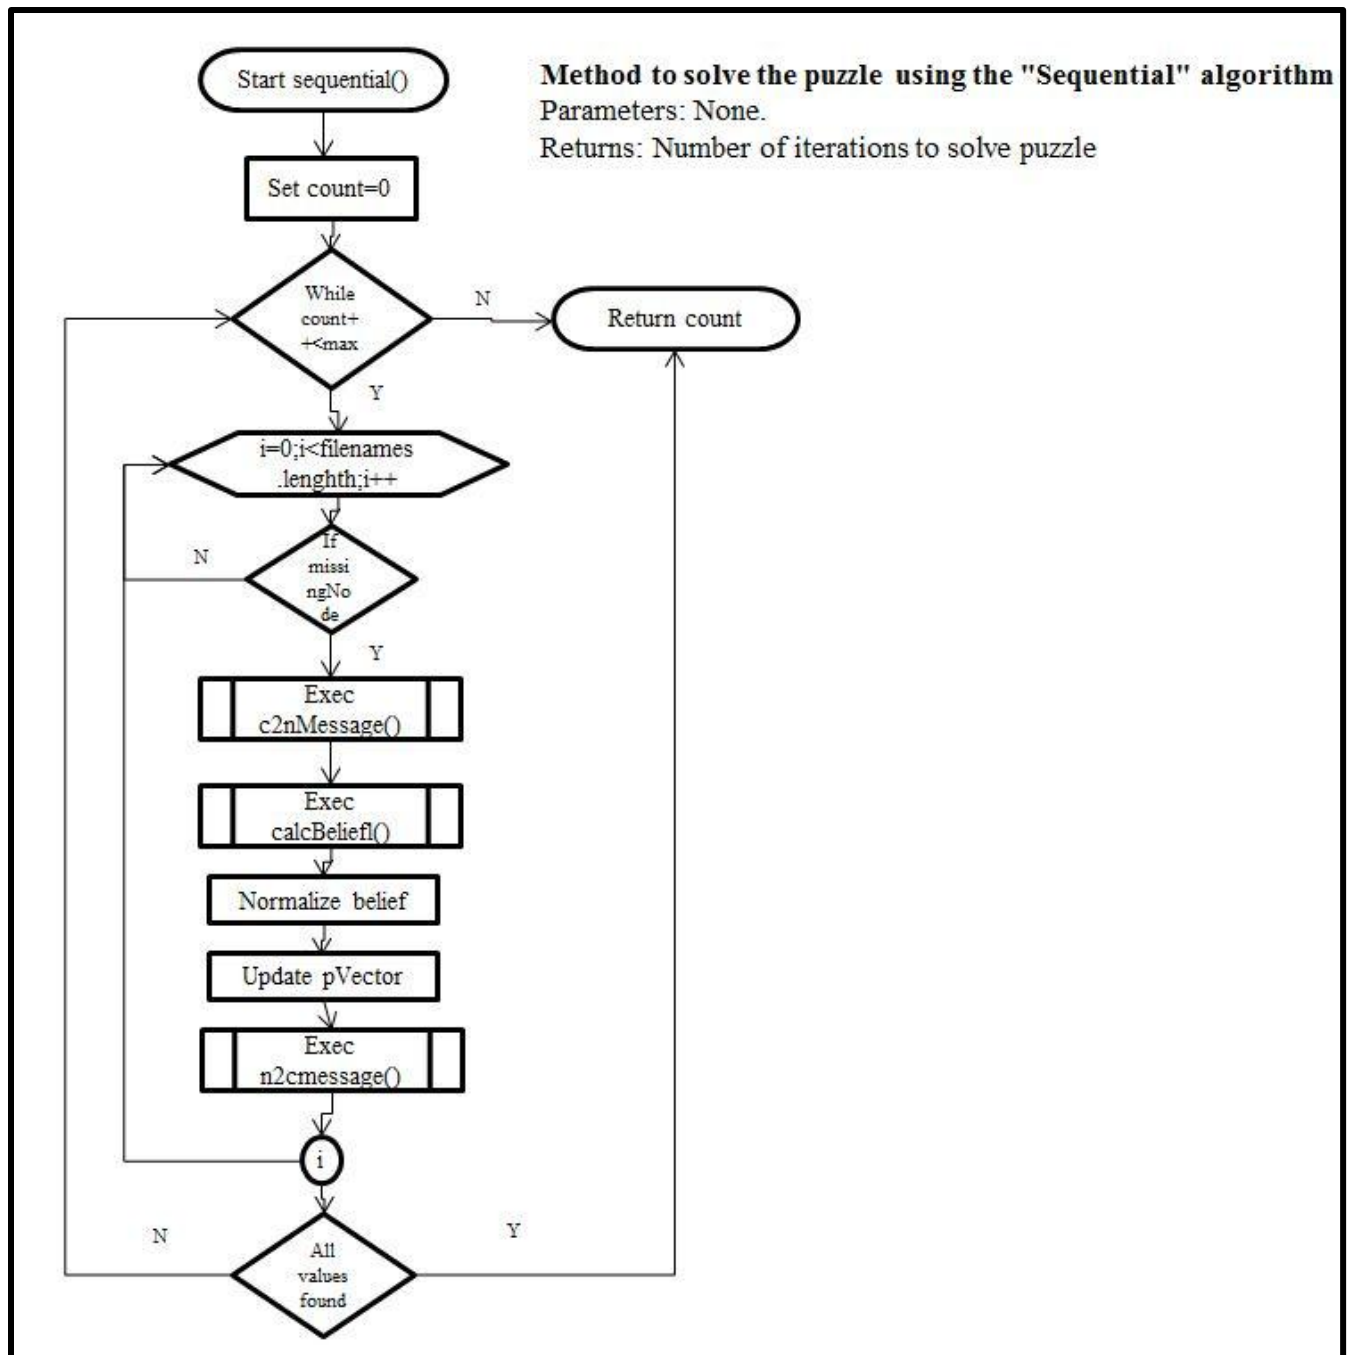 Start sequential()
Method to solve the puzzle using the "Sequential" algorithm
Parameters: None.
Returns: Number of iterations to solve puzzle
Set count=0
While
count+
+<max
N
Return count
Y
i=0;i<filenames
.lenghth;i++
If
missi
ngNo
de
N
Y
Exec
c2nMessage()
Exec
calcBeliefl()
Normalize belief
Update pVector
Exec
n2cmessage()
i
All
values
found
N
Y